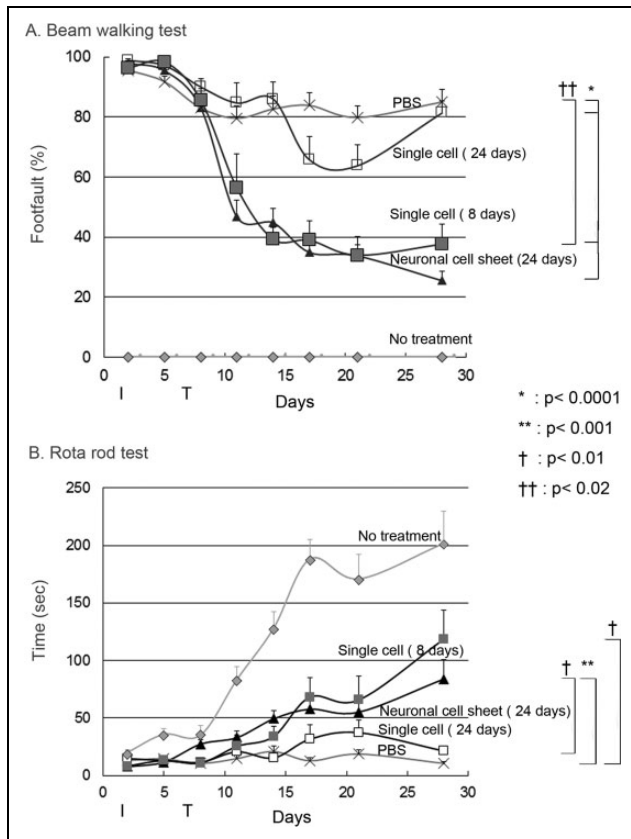 A. Beam walking test
100
80
60
40
20
0
Footfault (%)
PBS
Single cell (24 days)
Single cell ( 8 days)
Neuronal cell sheet (24 days)
No treatment
0 5 10 15 20 25 30
I T Days
†† *
* : p< 0.0001
** : p< 0.001
† : p< 0.01
†† : p< 0.02
B. Rota rod test
250
200
150
100
50
0
Time (sec)
No treatment
Single cell ( 8 days)
Neuronal cell sheet ( 24 days)
Single cell ( 24 days)
PBS
0 5 10 15 20 25 30
I T Days
†
† **